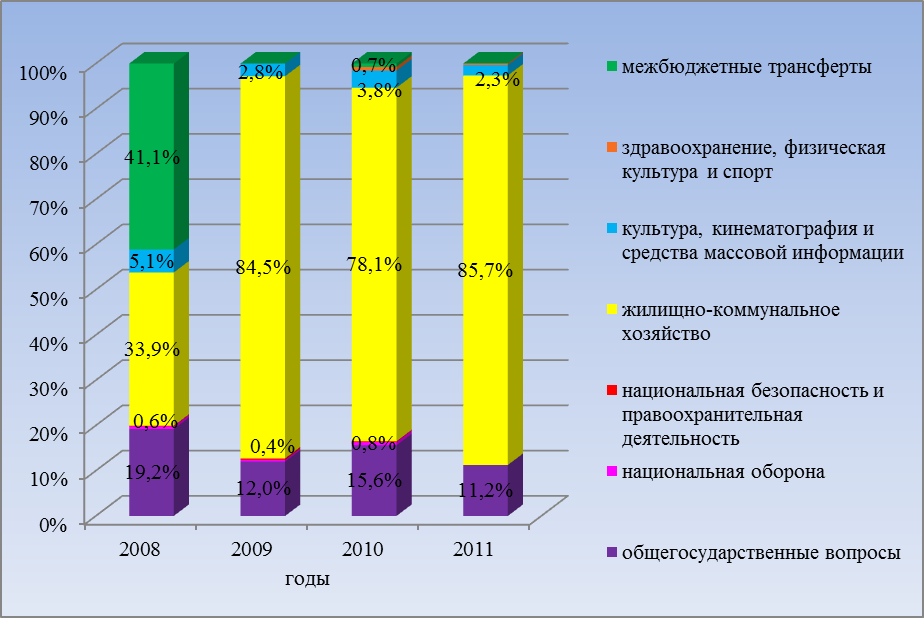 100%
90%
80%
70%
60%
50%
40%
30%
20%
10%
0%
41,1%
5,1%
33,9%
0,6%
19,2%
2,8%
84,5%
0,4%
12,0%
0,7%
3,8%
78,1%
0,8%
15,6%
2,3%
85,7%
11,2%
2008 2009 2010 2011
годы
межбюджетные трансферты
здравоохранение, физическая
культура и спорт
культура, кинематография и
средства массовой информации
жилищно-коммунальное
хозяйство
национальная безопасность и
правоохранительная
деятельность
национальная оборона
общегосударственные вопросы